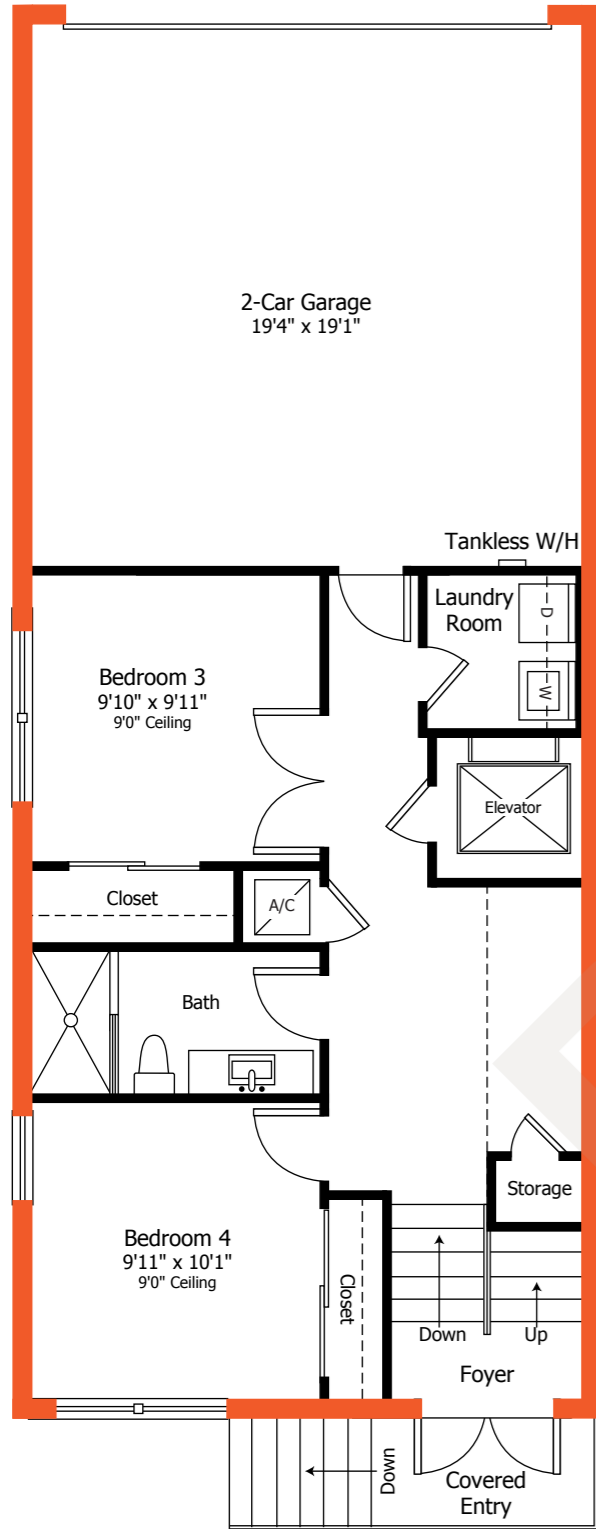 2-Car Garage
19'4" x 19'1"
Tankless W/H
Laundry
Room
D
W
Bedroom 3
9'10" x 9'11"
9'0" Ceiling
Elevator
Closet
A/C
Bath
Storage
Bedroom 4
9'11" x 10'1"
9'0" Ceiling
Closet
Down
Up
Foyer
Down
Covered
Entry